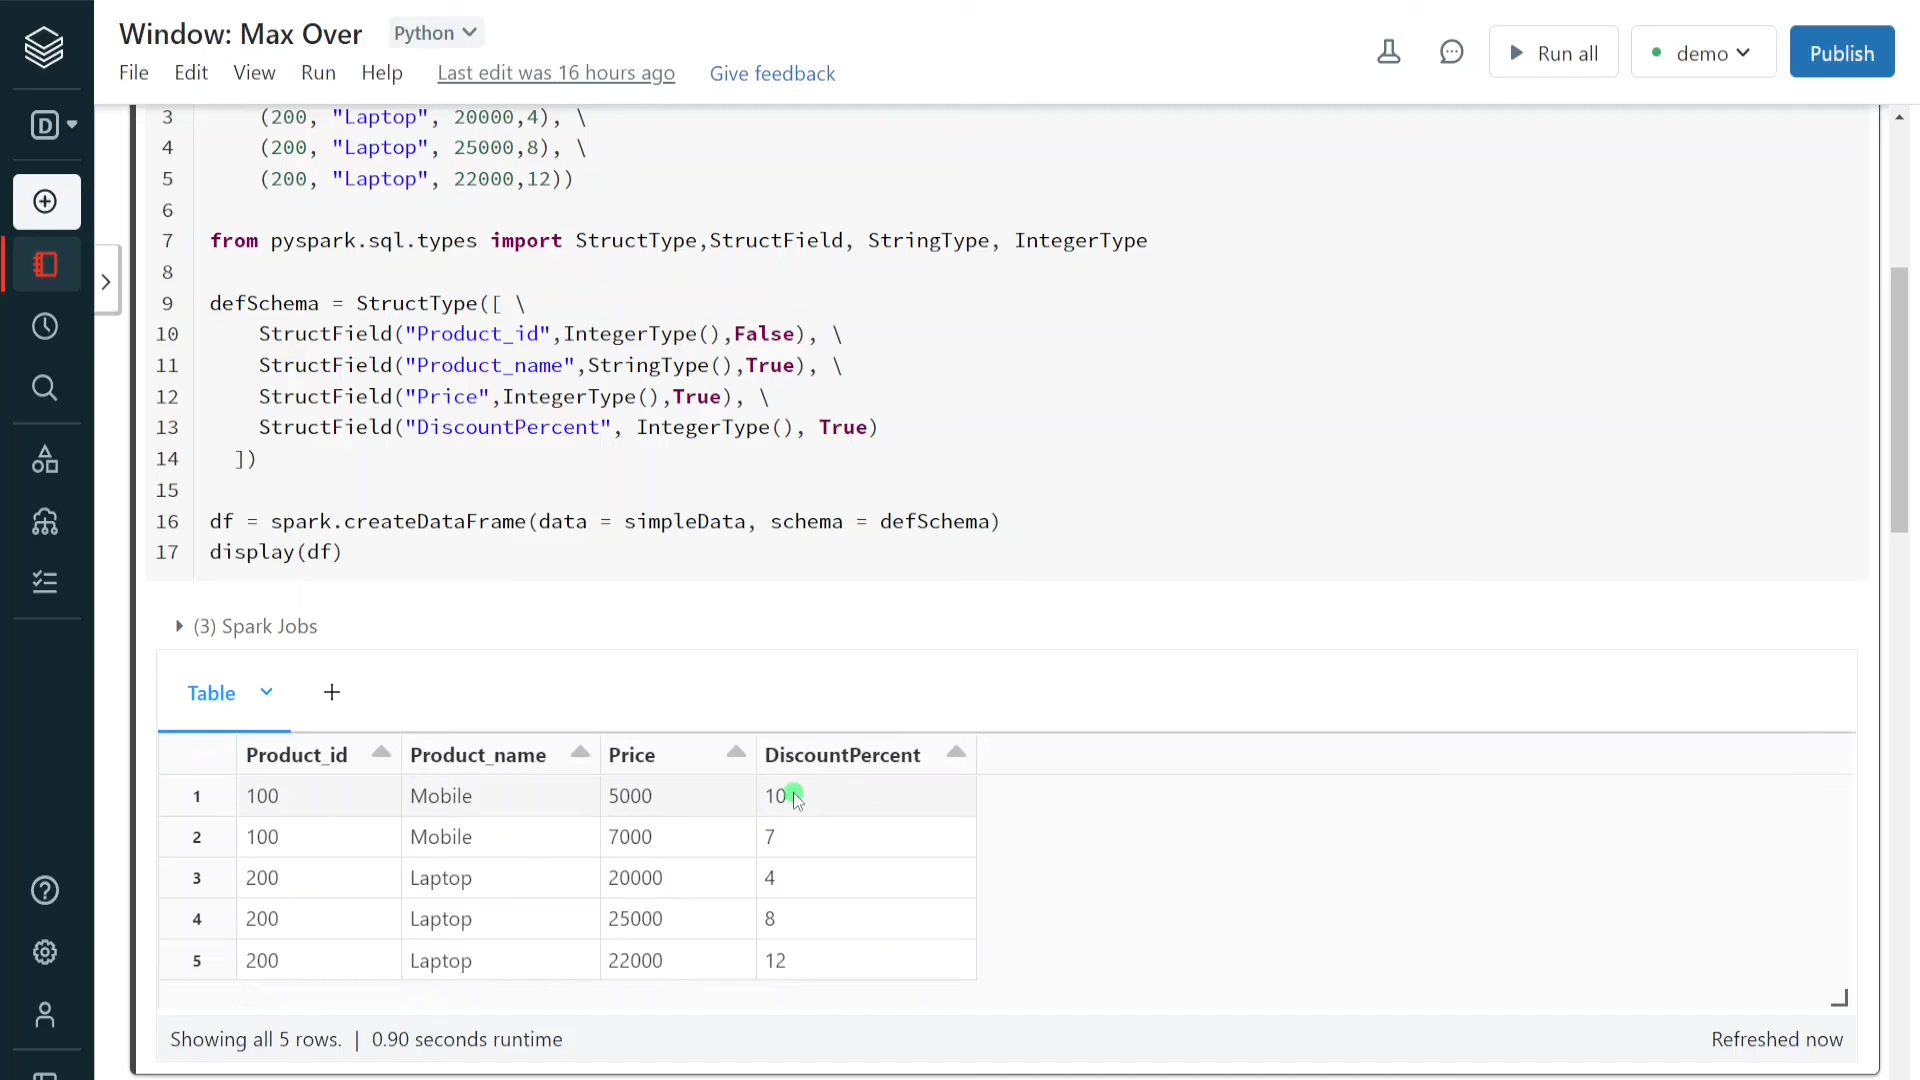 Window: Max Over Python
File Edit View Run Help Last edit was 16 hours ago Give feedback
Run all demo Publish
D
3 (200, "Laptop", 20000,4), \
4 (200, "Laptop", 25000,8), \
5 (200, "Laptop", 22000,12))
6
7 from pyspark.sql.types import StructType,StructField, StringType, IntegerType
8
9 defSchema = StructType([ \
10 StructField("Product_id",IntegerType(),False), \
11 StructField("Product_name",StringType(),True), \
12 StructField("Price",IntegerType(),True), \
13 StructField("DiscountPercent", IntegerType(), True)
14 ])
15
16 df = spark.createDataFrame(data = simpleData, schema = defSchema)
17 display(df)
(3) Spark Jobs
Table +
Product_id Product_name Price DiscountPercent
1 100 Mobile 5000 10
2 100 Mobile 7000 7
3 200 Laptop 20000 4
4 200 Laptop 25000 8
5 200 Laptop 22000 12
Showing all 5 rows. | 0.90 seconds runtime Refreshed now